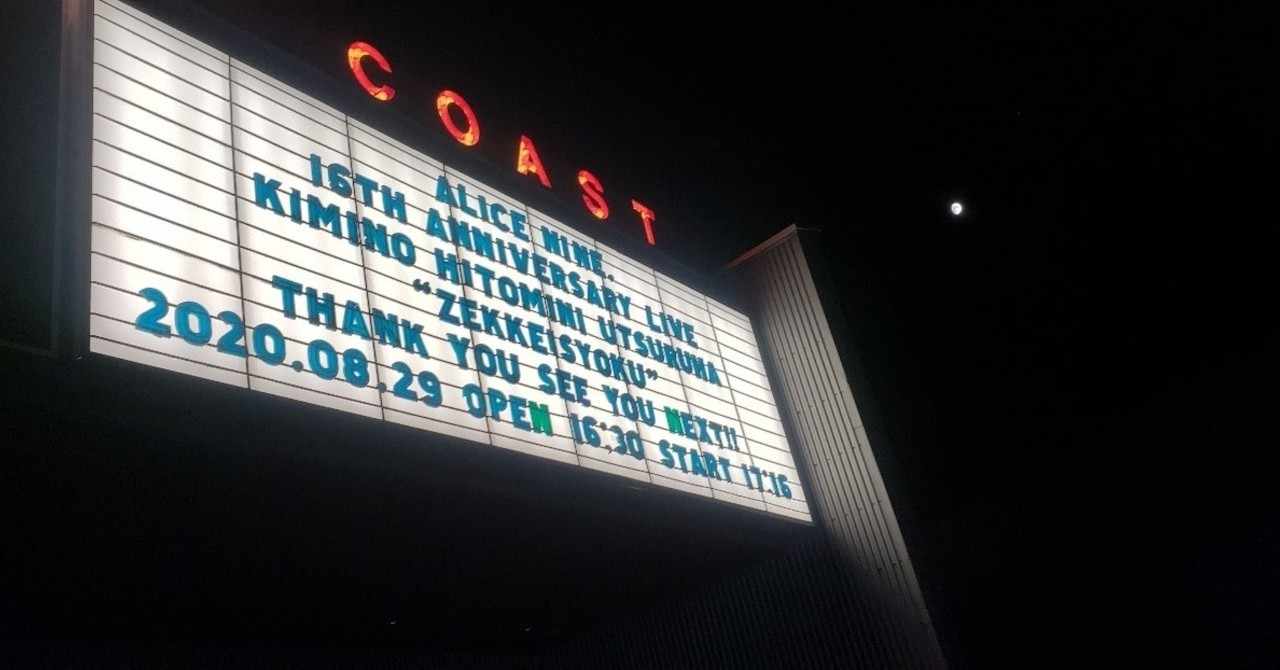 COAST
ALICE NINE.
16TH ANNIVERSARY LIVE
KIMINO HITOMINI UTSURUHA
“ZEKKEISYOKU”
THANK YOU SEE YOU NEXT!!
2020.08.29 OPEN 16:30 START 17:16